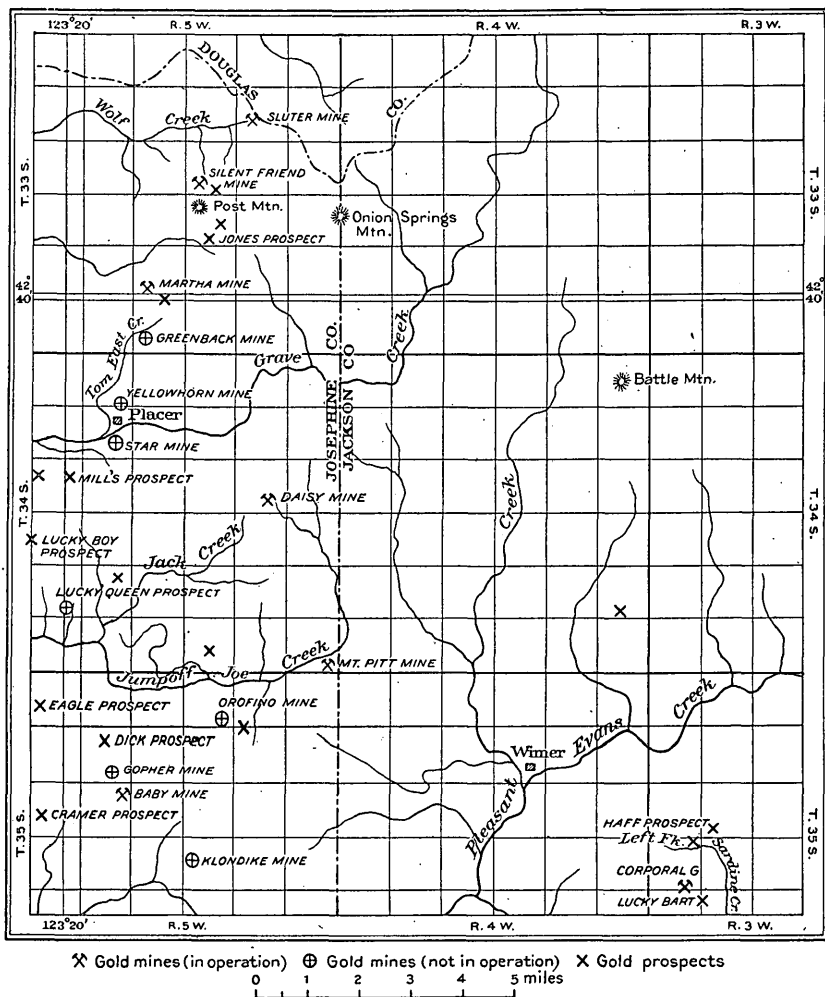 123°20' R. 5 W. R. 4 W. R. 3 W.
DOUGLAS CO.
Wolf Creek
SLUTER MINE
T. 33 S.
T. 33 S.
SILENT FRIEND
MINE
Post Mtn.
Onion Springs
Mtn.
JONES PROSPECT
MARTHA MINE
42°
40'
42°
40'
Tom East Cr.
GREENBACK MINE
Grave Creek
JOSEPHINE CO.
JACKSON CO
Battle Mtn.
YELLOWHORN MINE
Placer
STAR MINE
MILL'S PROSPECT
DAISY MINE
T. 34 S.
T. 34 S.
LUCKY BOY
PROSPECT
Jack Creek
Creek
LUCKY QUEEN PROSPECT
Jumpoff Joe Creek
MT. PITT MINE
EAGLE PROSPECT
OROFINO MINE
DICK PROSPECT
Evans Creek
Wimer
GOPHER MINE
BABY MINE
Pleasant
CRAMER PROSPECT
HAFF PROSPECT
Left Fk.
Sardine Cr.
T. 35 S.
T. 35 S.
KLONDIKE MINE
CORPORAL G
LUCKY BART
123°20' R. 5 W. R. 4 W. R. 3 W.
Gold mines (in operation) Gold mines (not in operation) Gold prospects
0 1 2 3 4 5 miles